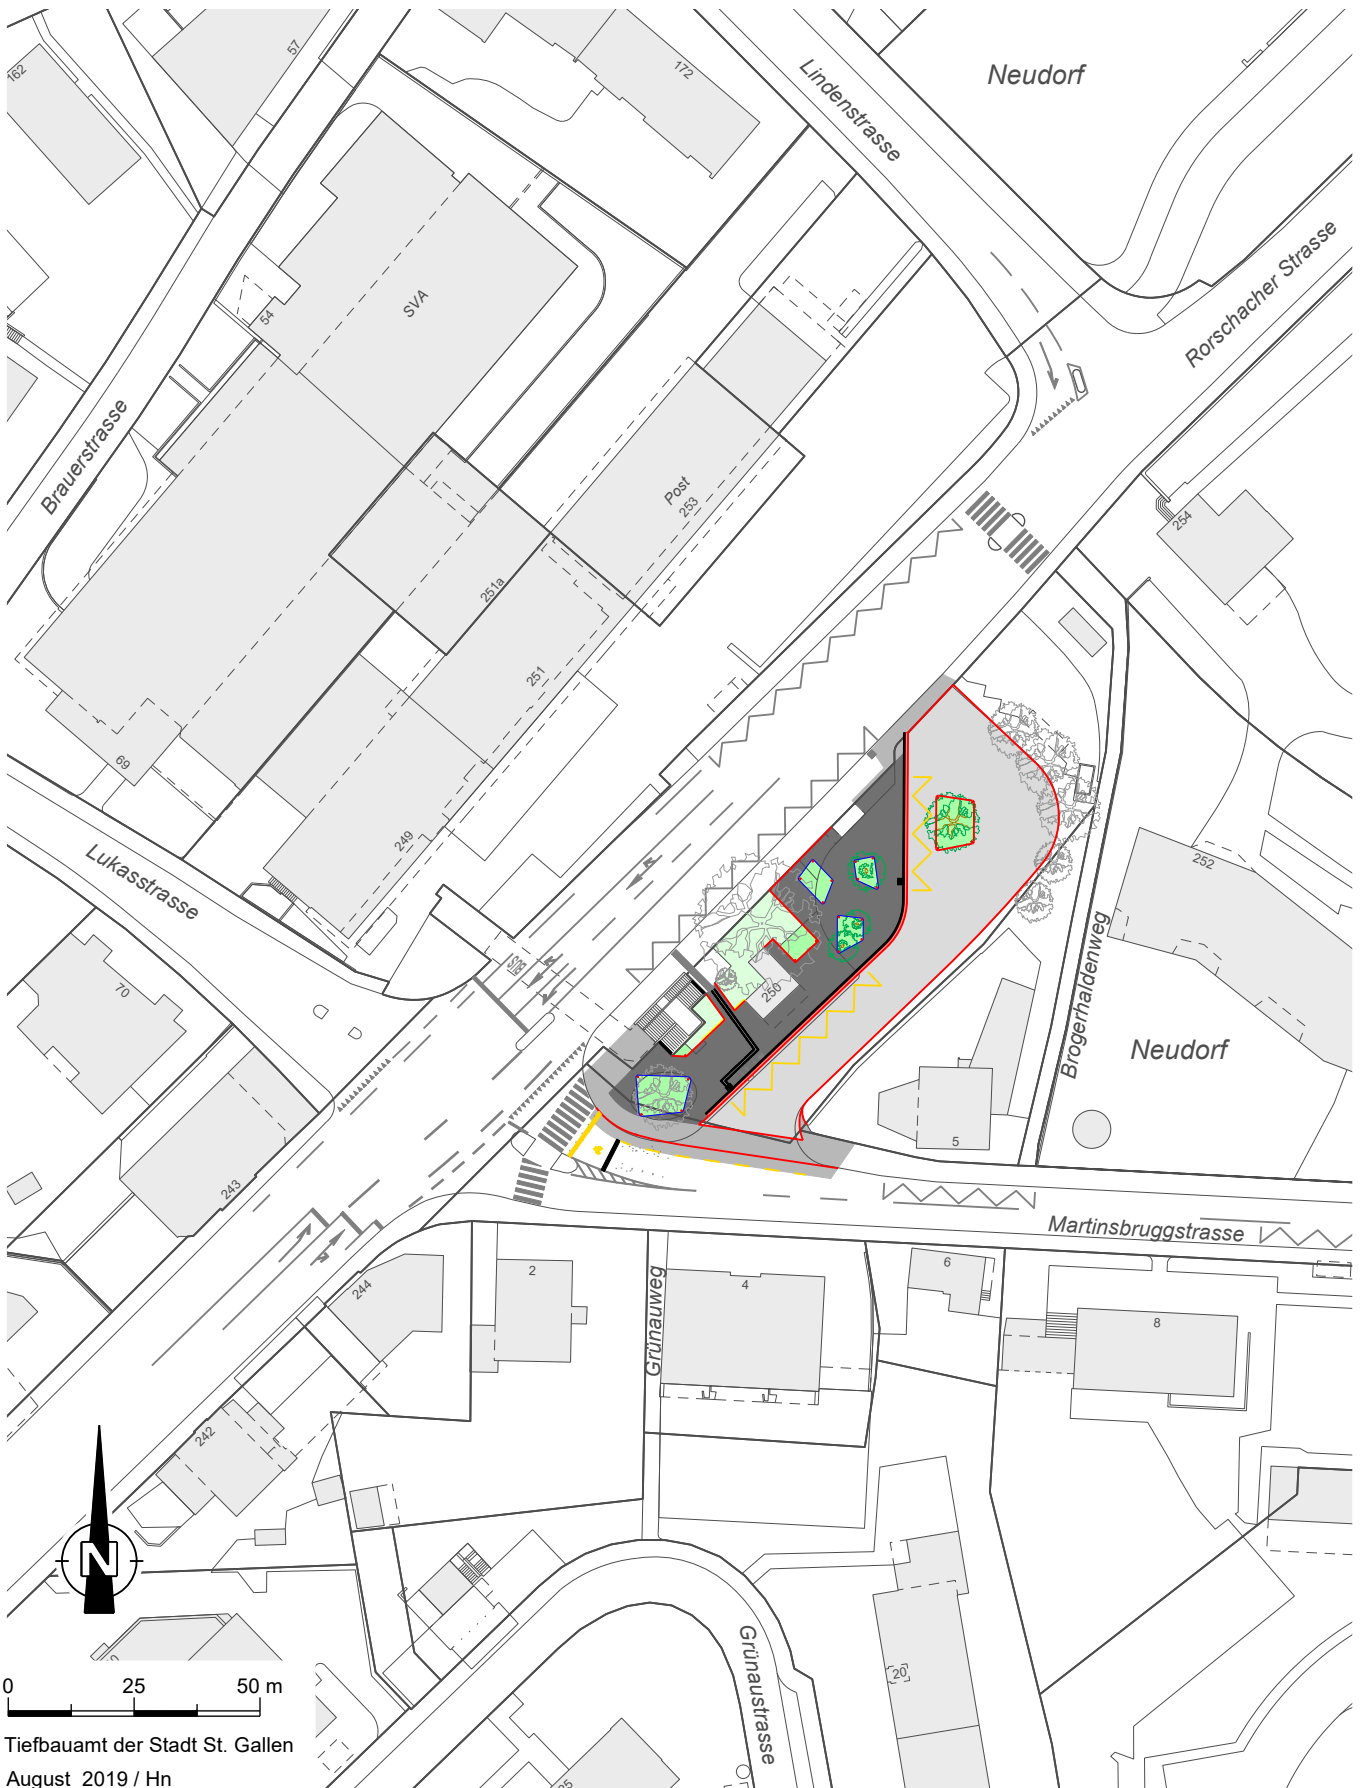 57
162
172
Lindenstrasse
Neudorf
Rorschacher Strasse
SVA
54
Brauerstrasse
Post
253
254
251a
251
69
249
Lukasstrasse
252
BUS
250
70
Brogerhaldenweg
Neudorf
5
243
Martinsbruggstrasse
244
2
Grünauweg
4
6
8
242
N
Grünaustrasse
20
0 25 50 m
Tiefbauamt der Stadt St. Gallen
August 2019 / Hn